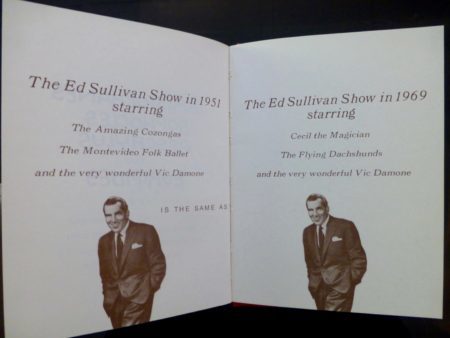 The Ed Sullivan Show in 1951
starring
The Amazing Cozongas
The Montevideo Folk Ballet
and the very wonderful Vic Damone
IS THE SAME AS
The Ed Sullivan Show in 1969
starring
Cecil the Magician
The Flying Dachshunds
and the very wonderful Vic Damone